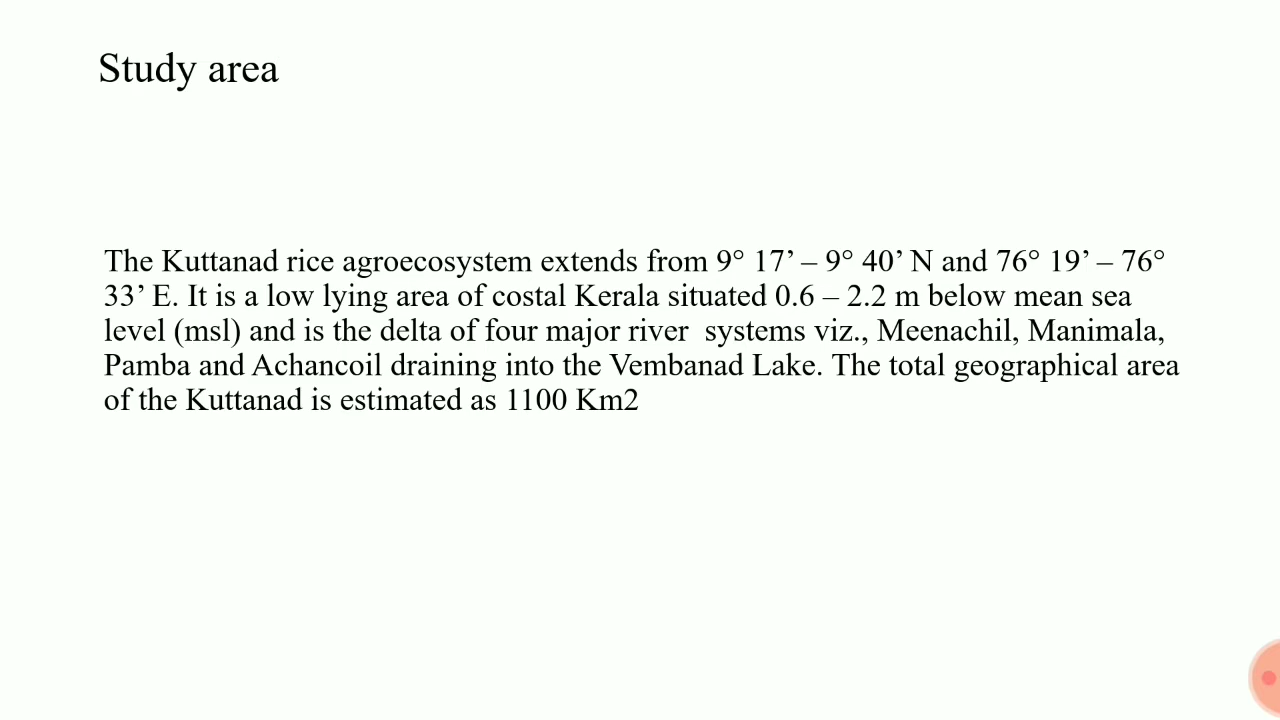 Study area
The Kuttanad rice agroecosystem extends from 9° 17’ – 9° 40’ N and 76° 19’ – 76°
33’ E. It is a low lying area of costal Kerala situated 0.6 – 2.2 m below mean sea
level (msl) and is the delta of four major river  systems viz., Meenachil, Manimala,
Pamba and Achancoil draining into the Vembanad Lake. The total geographical area
of the Kuttanad is estimated as 1100 Km2